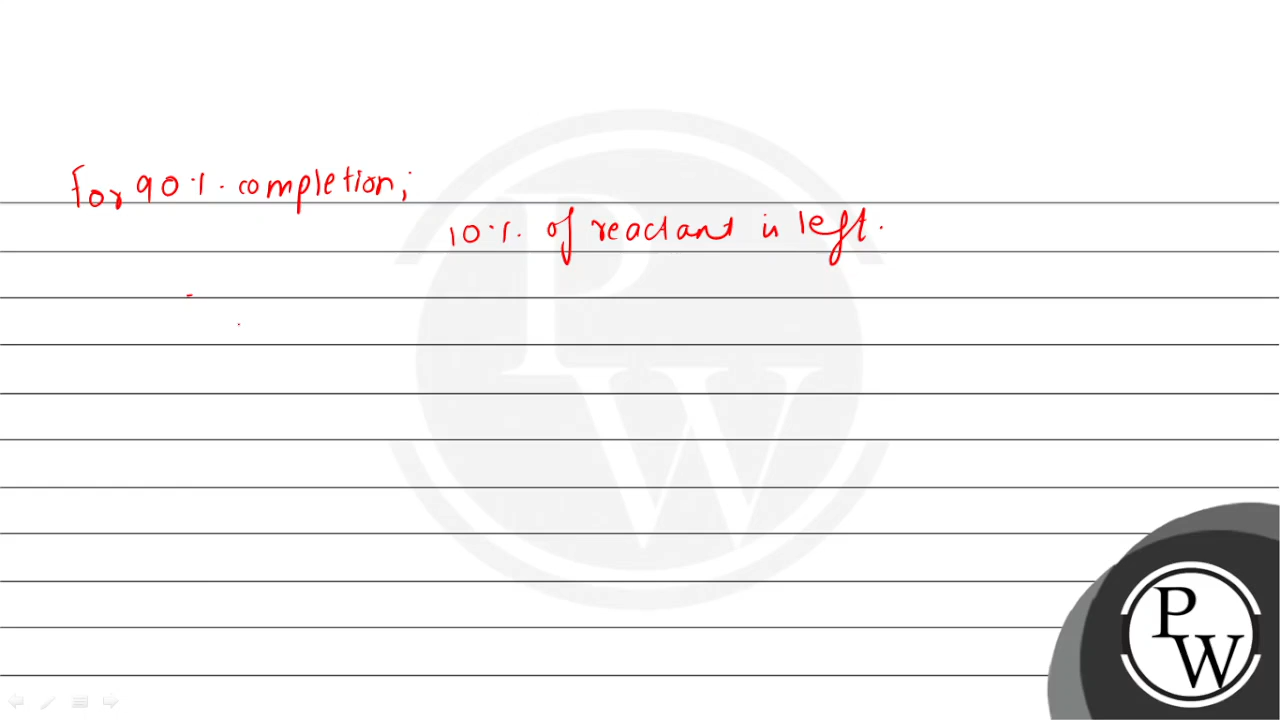 For 90%. completion;
10%. of reactant is left.
P
W
P
W